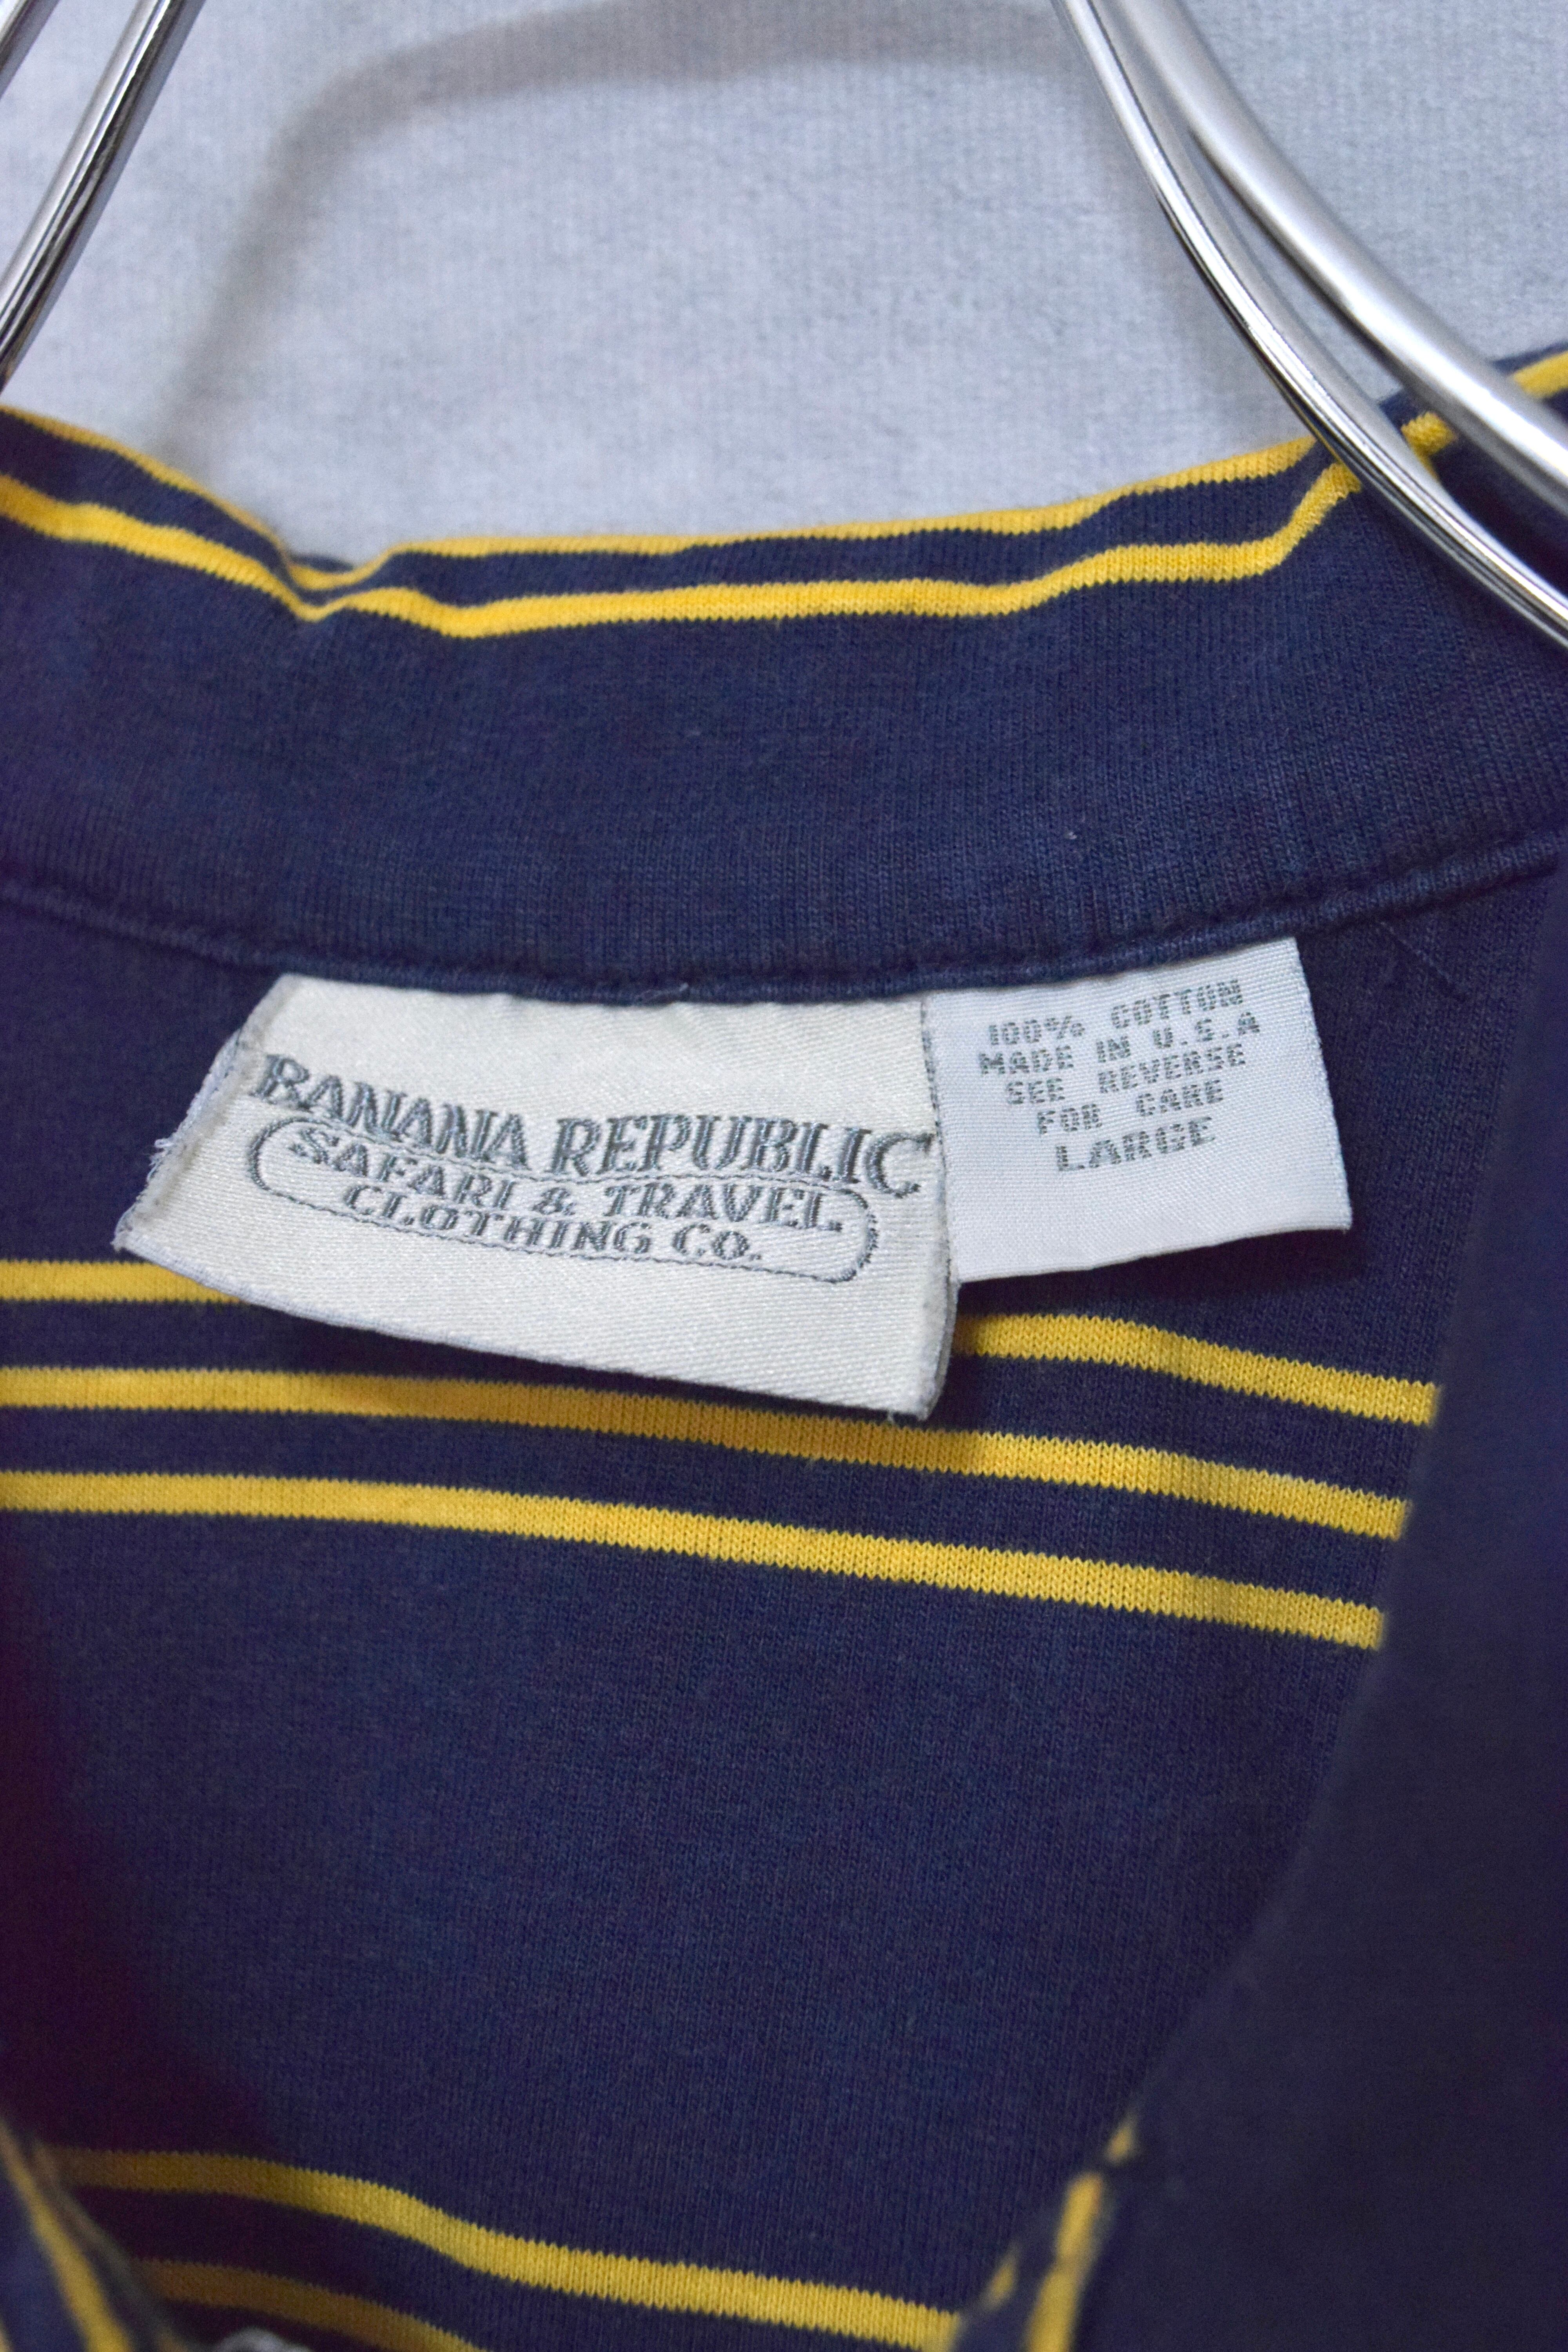 BANANA REPUBLIC
SAFARI & TRAVEL
CLOTHING CO.
100% COTTON
MADE IN U.S.A
SEE REVERSE
FOR CARE
LARGE